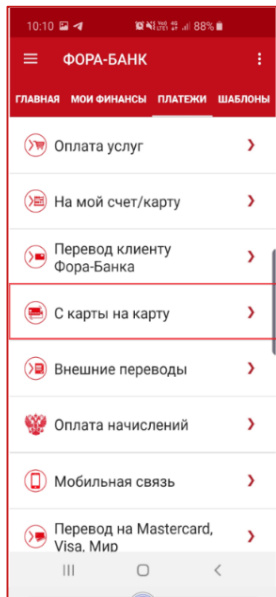 10:10 88%
ФОРА-БАНК
ГЛАВНАЯ МОИ ФИНАНСЫ ПЛАТЕЖИ ШАБЛОНЫ
Оплата услуг
На мой счет/карту
Перевод клиенту
Фора-Банка
С карты на карту
Внешние переводы
Оплата начислений
Мобильная связь
Перевод на Mastercard,
Visa, Мир